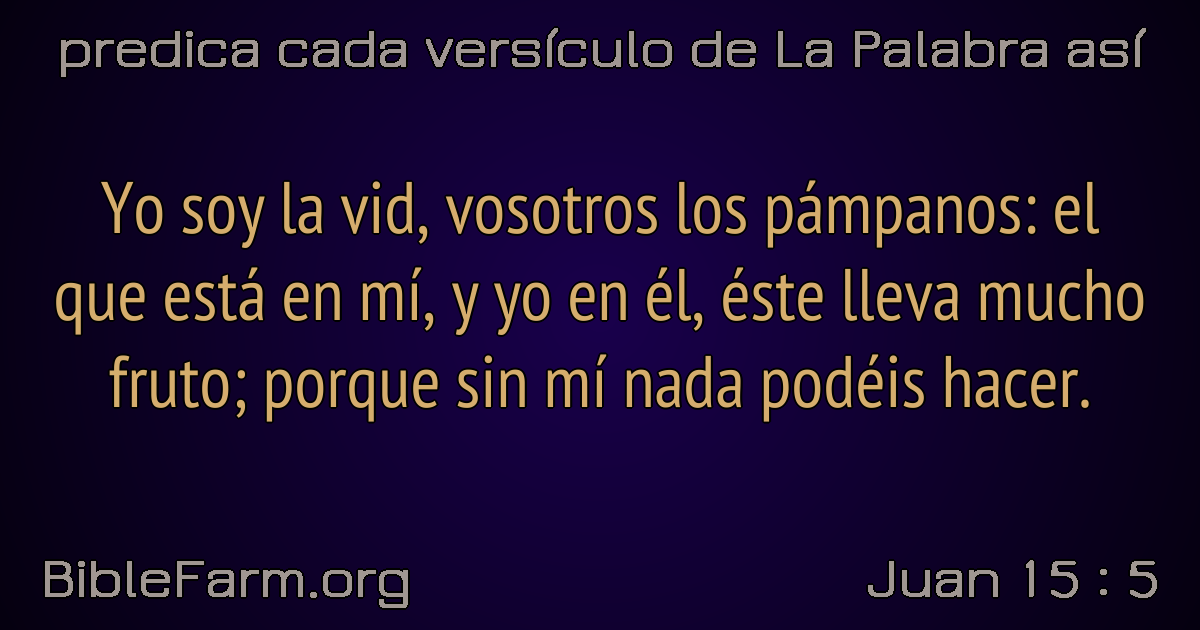 predica cada versículo de La Palabra así
Yo soy la vid, vosotros los pámpanos: el
que está en mí, y yo en él, éste lleva mucho
fruto; porque sin mí nada podéis hacer.
BibleFarm.org
Juan 15 : 5